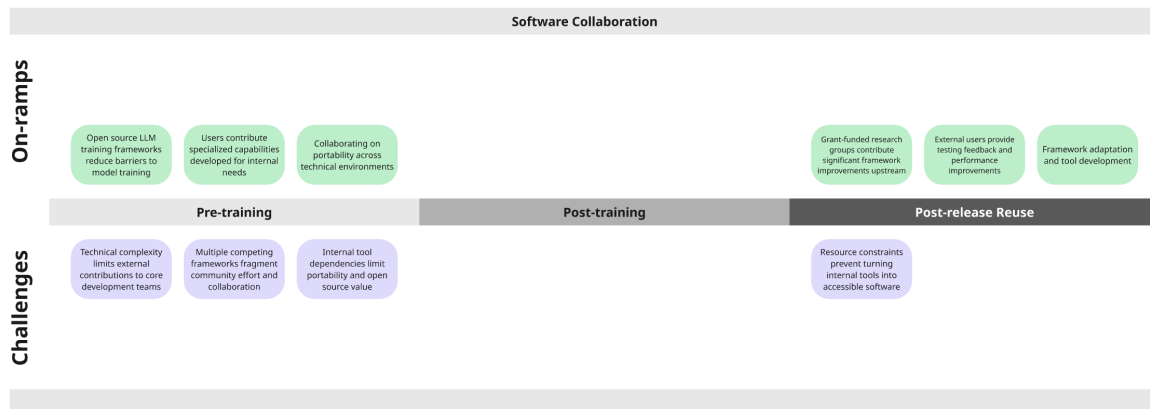 Software Collaboration
On-ramps
Open source LLM
training frameworks
reduce barriers to
model training
Users contribute
specialized capabilities
developed for internal
needs
Collaborating on
portability across
technical environments
Grant-funded research
groups contribute
significant framework
improvements upstream
External users provide
testing feedback and
performance
improvements
Framework adaptation
and tool development
Pre-training
Post-training
Post-release Reuse
Challenges
Technical complexity
limits external
contributions to core
development teams
Multiple competing
frameworks fragment
community effort and
collaboration
Internal tool
dependencies limit
portability and open
source value
Resource constraints
prevent turning
internal tools into
accessible software